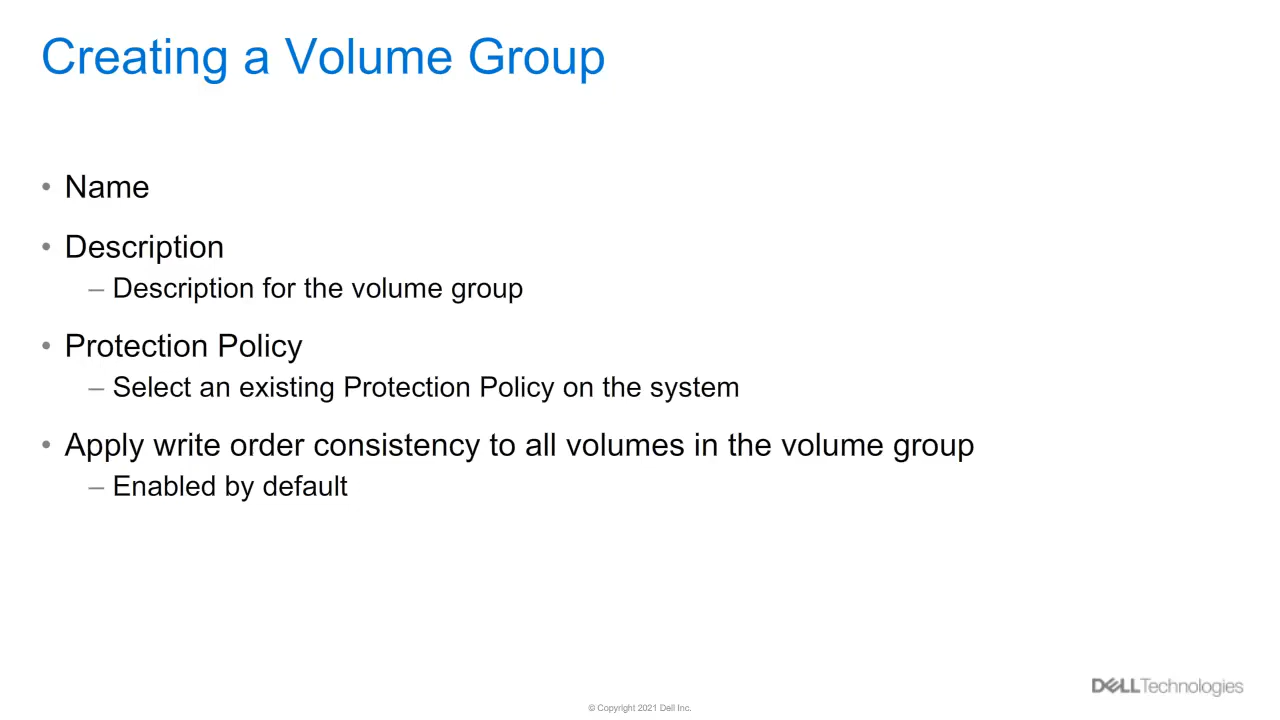 Creating a Volume Group
• Name
• Description
– Description for the volume group
• Protection Policy
– Select an existing Protection Policy on the system
• Apply write order consistency to all volumes in the volume group
– Enabled by default
DELLTechnologies
© Copyright 2021 Dell Inc.